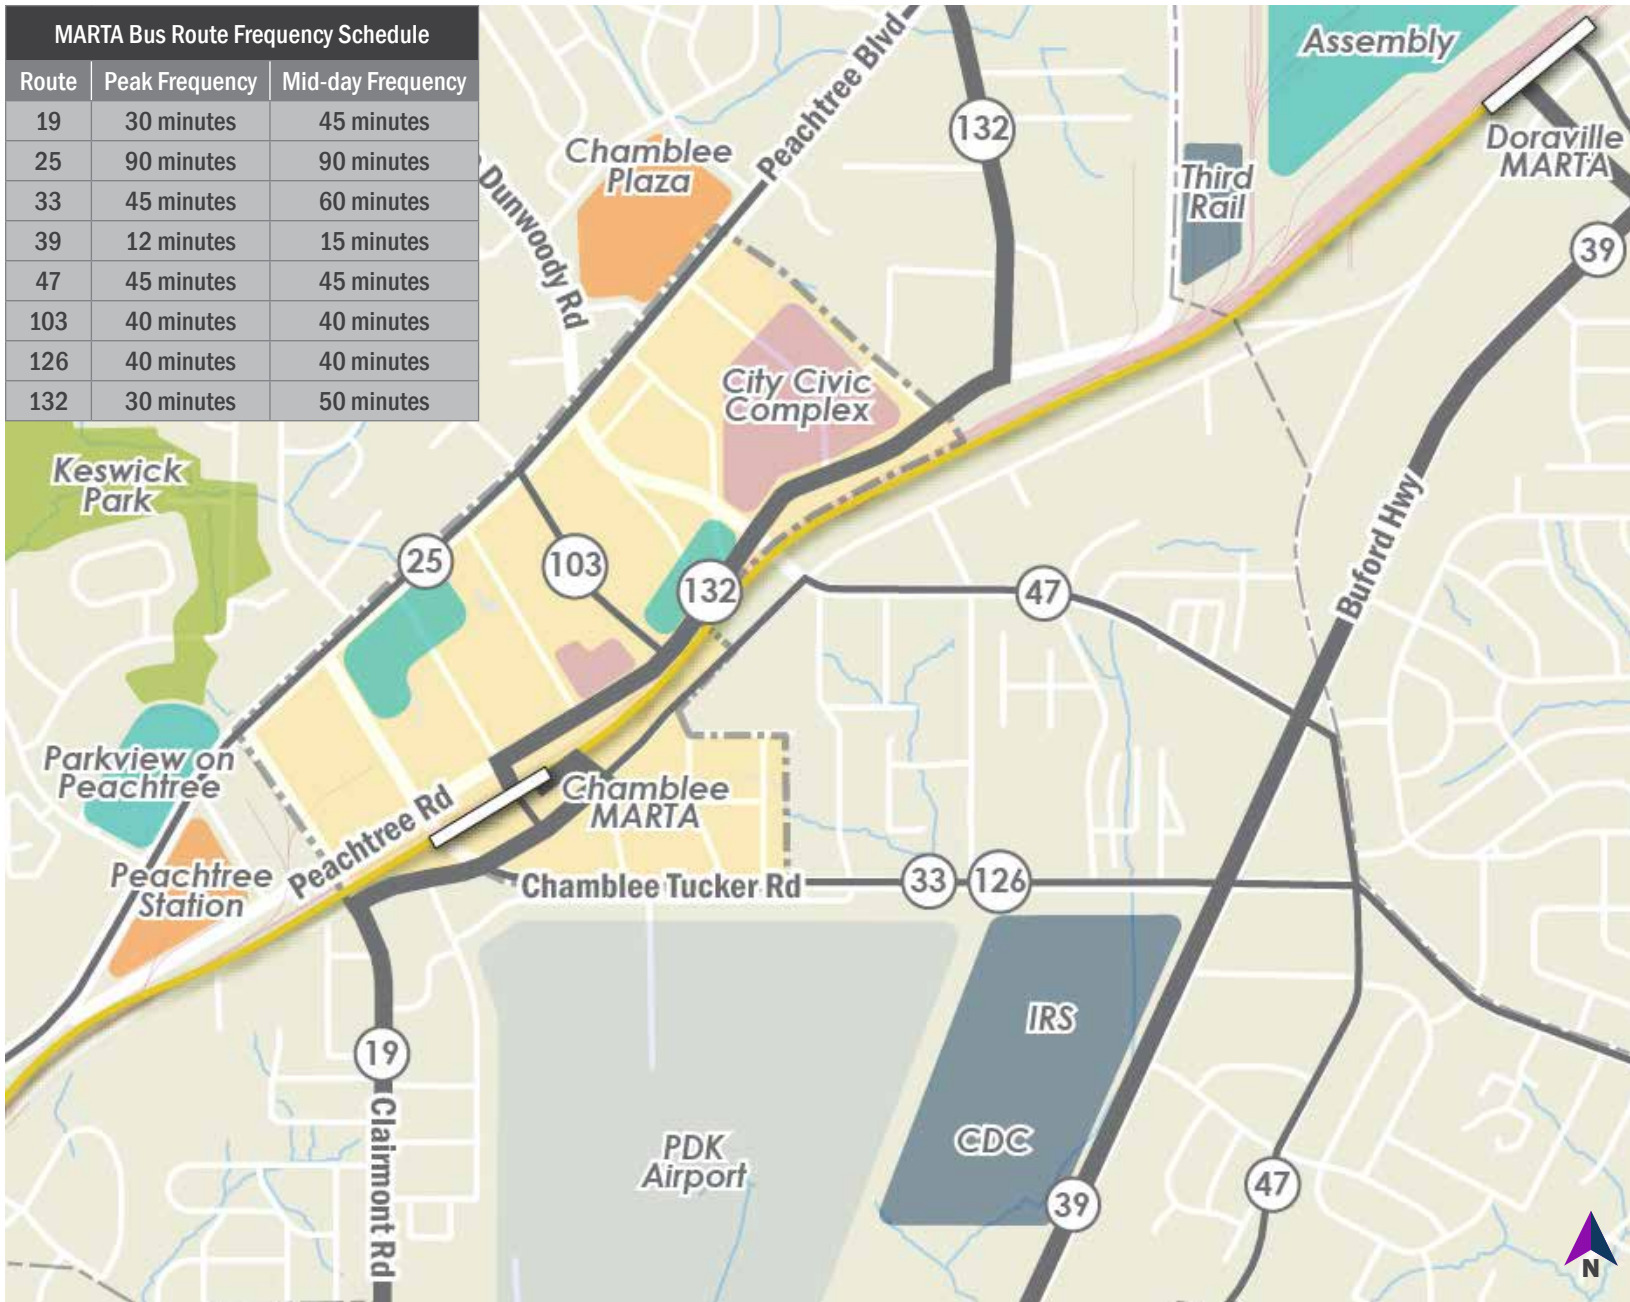 MARTA Bus Route Frequency Schedule
Route Peak Frequency Mid-day Frequency
19 30 minutes 45 minutes
25 90 minutes 90 minutes
33 45 minutes 60 minutes
39 12 minutes 15 minutes
47 45 minutes 45 minutes
103 40 minutes 40 minutes
126 40 minutes 40 minutes
132 30 minutes 50 minutes
Peachtree Blvd
132
Assembly
Doraville
MARTA
Chamblee
Plaza
Third
Rail
Dunwoody Rd
39
City Civic
Complex
Keswick
Park
25
103
132
47
Buford Hwy
Parkview on
Peachtree
Chamblee
MARTA
Peachtree Rd
Peachtree
Station
Chamblee Tucker Rd
33
126
IRS
19
Clairmont Rd
PDK
Airport
CDC
39
47
N